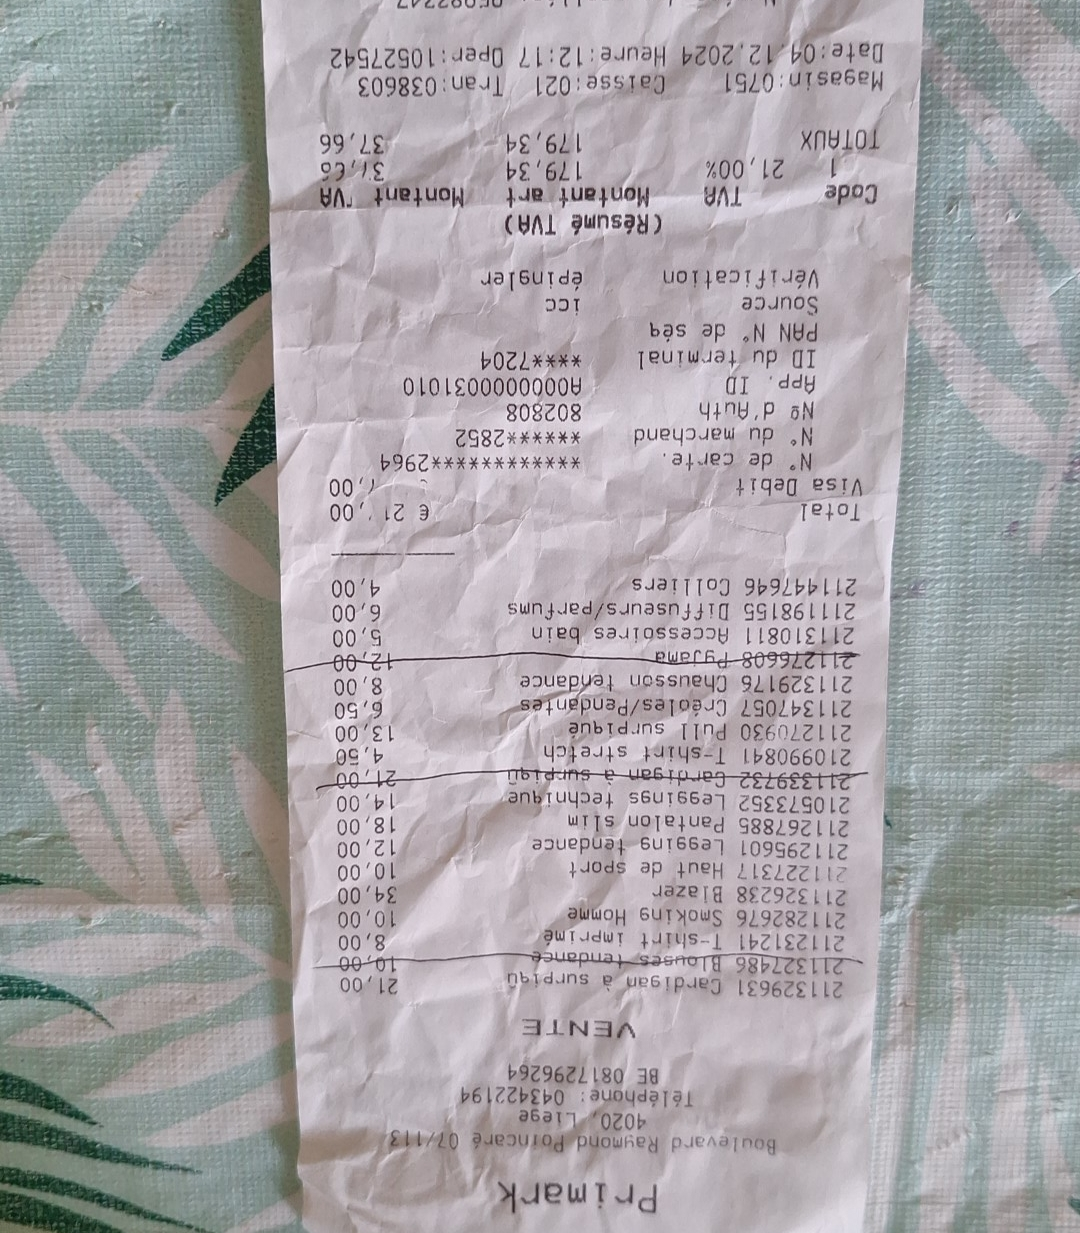 Primark
Boulevard Raymond Poincaré 07/113
4020, Liege
Téléphone: 043422194
BE 0817296264
VENTE
211329631 Cardigan à surpiqû 21,00
211327486 Blouses tendance 10,00
211231241 T-shirt imprimé 8,00
211282676 Smoking Homme 10,00
211326238 Blazer 34,00
211227317 Haut de sport 10,00
211295601 Legging tendance 12,00
211267885 Pantalon slim 18,00
210573352 Leggings technique 14,00
211339732 Cardigan à surpiqû 21,00
210990841 T-shirt stretch 4,50
211270930 Pull surpiqué 13,00
211347057 Créoles/Pendantes 6,50
211329176 Chausson tendance 8,00
211276608 Pyjama 12,00
211310811 Accessoires bain 5,00
211198155 Diffuseurs/parfums 6,00
211447646 Colliers 4,00
Total €
Visa Debit
N° de carte. ************2964
N° du marchand ******2852
Nº d'Auth 802808
App. ID A0000000031010
ID du terminal ****7204
PAN N° de séq
Source icc
Vérification épingler
(Résumé TVA)
Code TVA Montant art Montant TVA
1 21,00% 179,34 37,66
TOTAUX 179,34 37,66
Magasin:0751 Caisse:021 Tran:038603
Date:04.12.2024 Heure:12:17 Oper:10527542